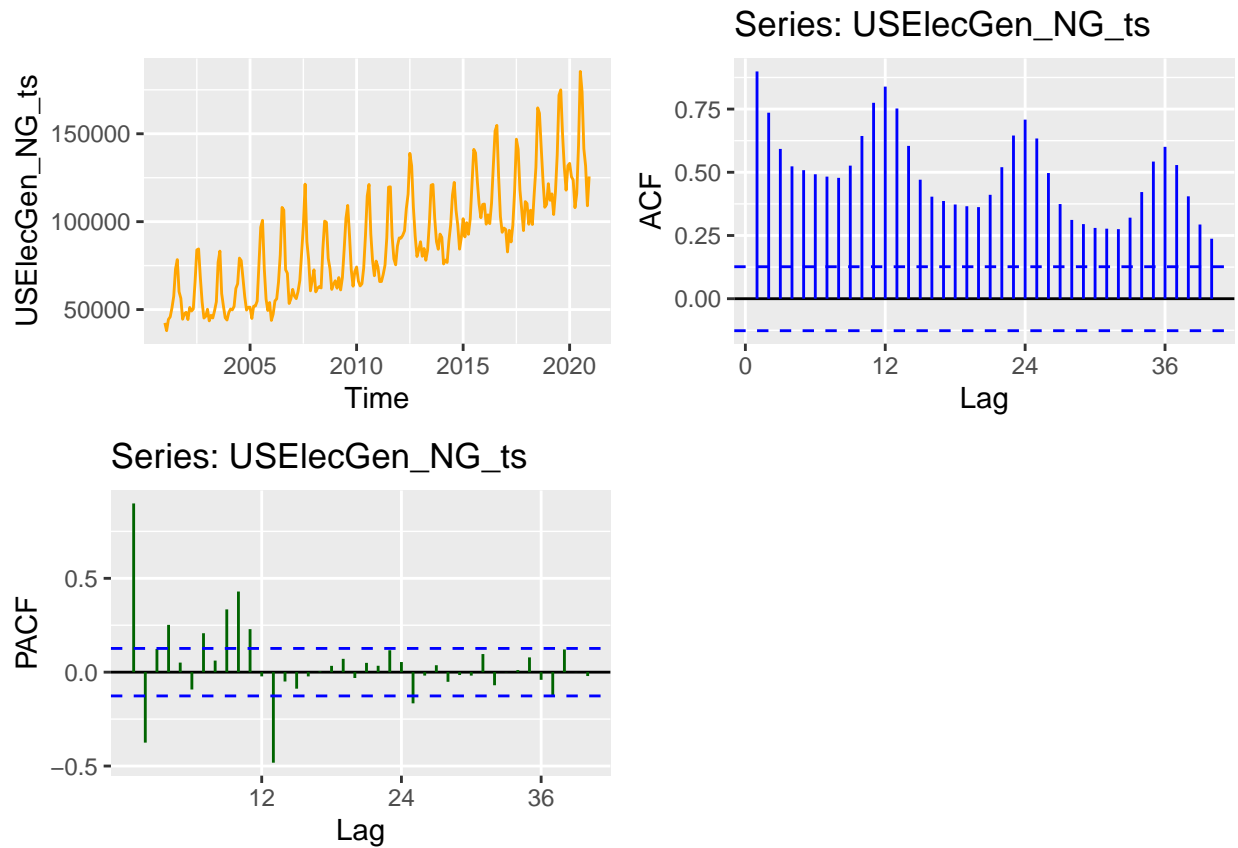 USElecGen_NG_ts
150000
100000
50000
2005 2010 2015 2020
Time
Series: USElecGen_NG_ts
ACF
0.75
0.50
0.25
0.00
0 12 24 36
Lag
Series: USElecGen_NG_ts
PACF
0.5
0.0
−0.5
12 24 36
Lag